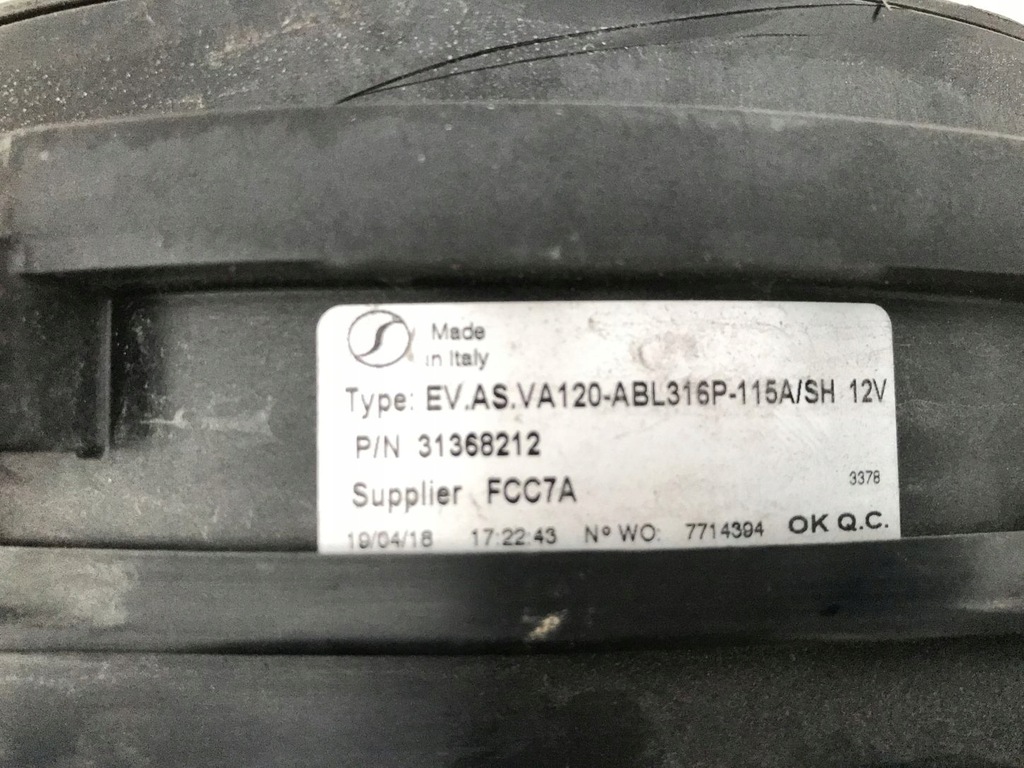 Made
in Italy
Type: EV.AS.VA120-ABL316P-115A/SH 12V
P/N 31368212
Supplier FCC7A
3378
19/04/18 17:22:43 Nº WO: 7714394 OK Q.C.